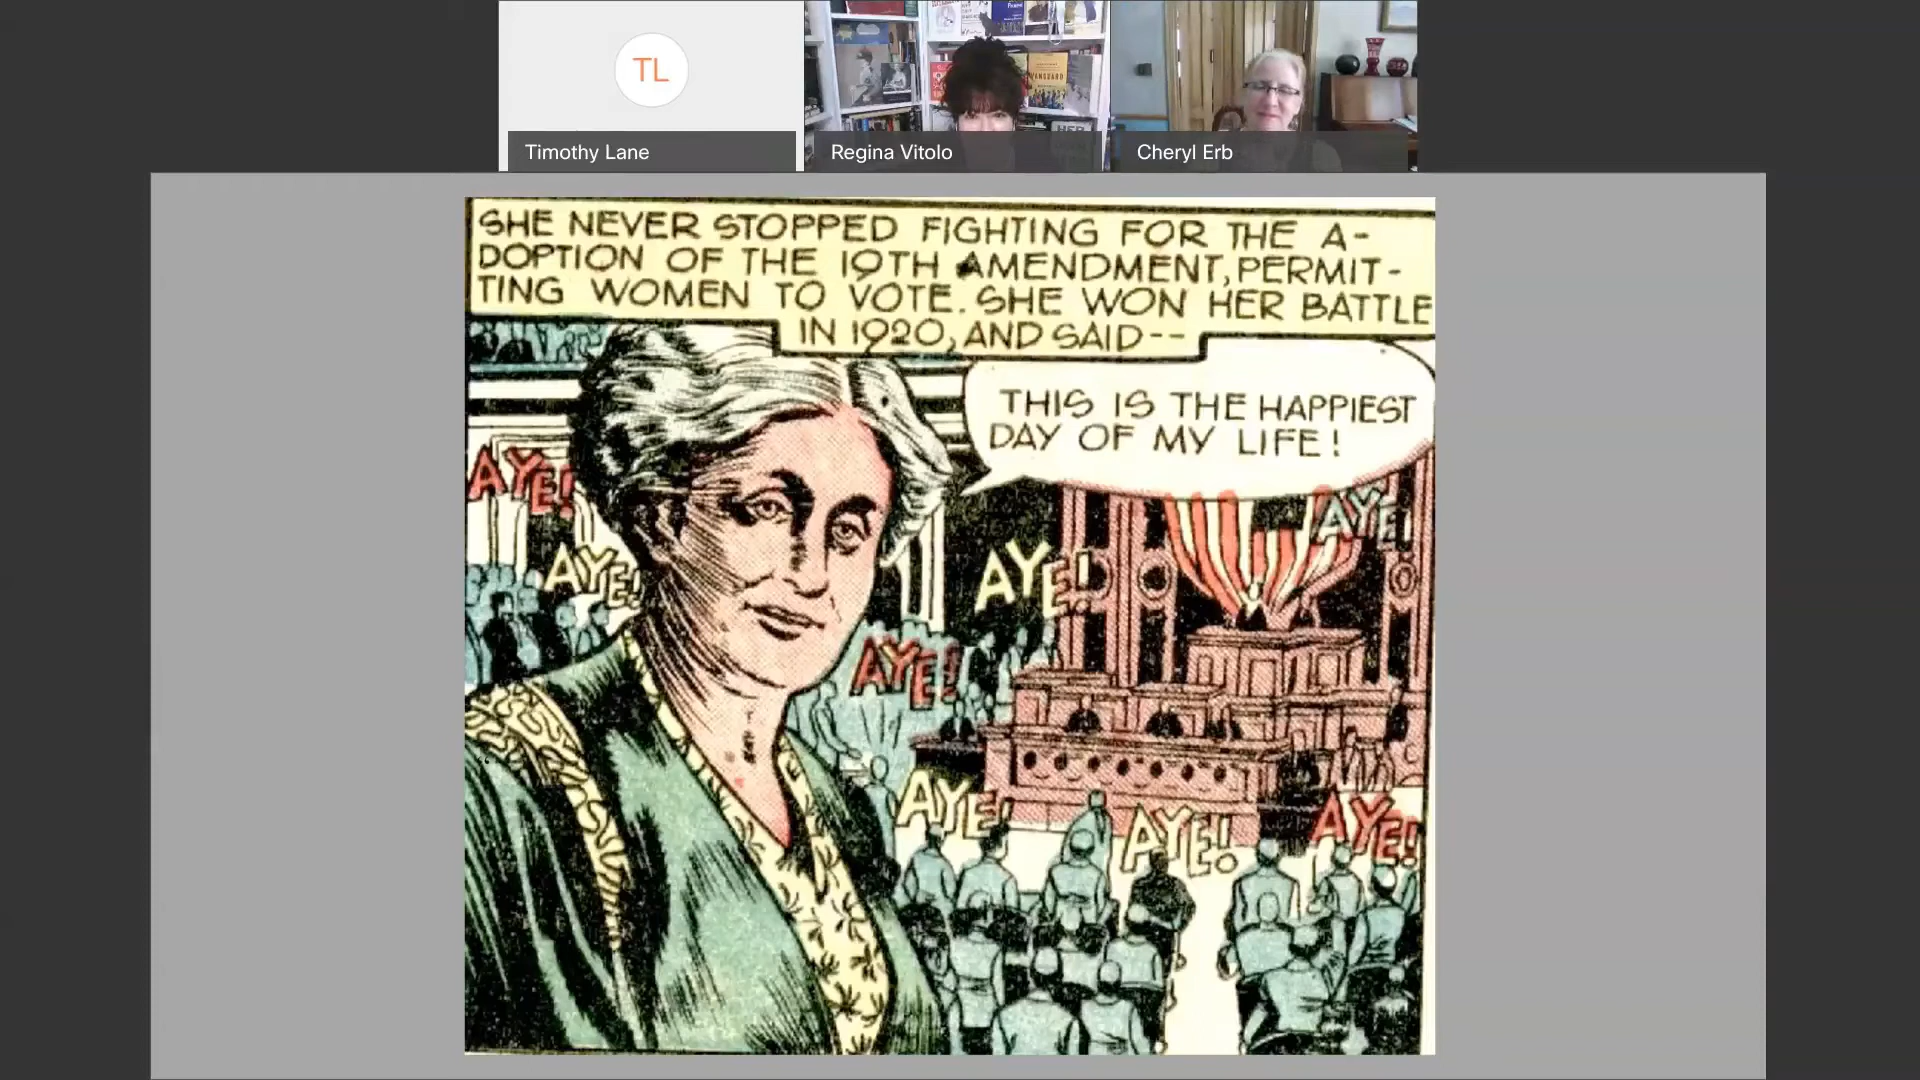 TL
Timothy Lane
Regina Vitolo
Cheryl Erb
VANGUARD
SHE NEVER STOPPED FIGHTING FOR THE A-
DOPTION OF THE 19TH AMENDMENT, PERMIT-
TING WOMEN TO VOTE. SHE WON HER BATTLE
IN 1920, AND SAID--
THIS IS THE HAPPIEST
DAY OF MY LIFE!
AYE!
AYE!
AYE!
AYE!
AYE!
AYE!
AYE!
AYE!